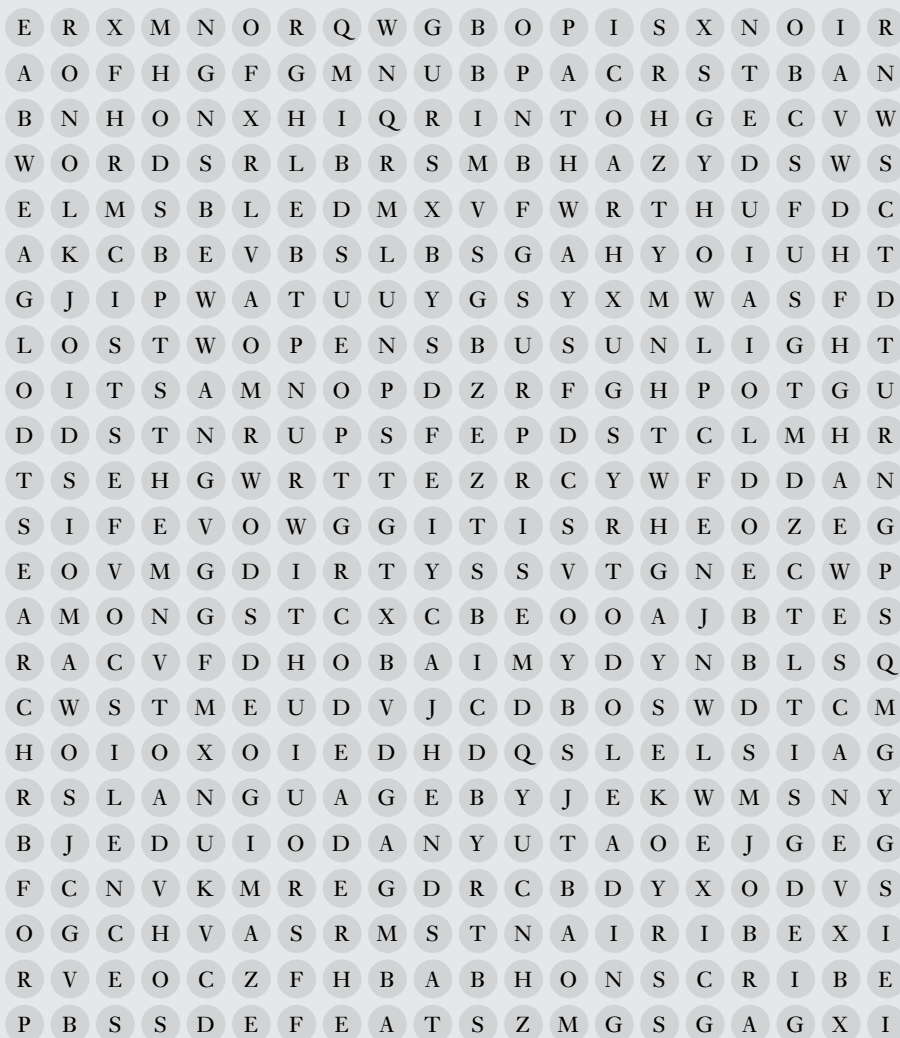 E R X M N O R Q W G B O P I S X N O I R
A O F H G F G M N U B P A C R S T B A N
B N H O N X H I Q R I N T O H G E C V W
W O R D S R L B R S M B H A Z Y D S W S
E L M S B L E D M X V F W R T H U F D C
A K C B E V B S L B S G A H Y O I U H T
G J I P W A T U U Y G S Y X M W A S F D
L O S T W O P E N S B U S U N L I G H T
O I T S A M N O P D Z R F G H P O T G U
D D S T N R U P S F E P D S T C L M H R
T S E H G W R T T E Z R C Y W F D D A N
S I F E V O W G G I T I S R H E O Z E G
E O V M G D I R T Y S S V T G N E C W P
A M O N G S T C X C B E O O A J B T E S
R A C V F D H O B A I M Y D Y N B L S Q
C W S T M E U D V J C D B O S W D T C M
H O I O X O I E D H D Q S L E L S I A G
R S L A N G U A G E B Y J E K W M S N Y
B J E D U I O D A N Y U T A O E J G E G
F C N V K M R E G D R C B D Y X O D V S
O G C H V A S R M S T N A I R I B E X I
R V E O C Z F H B A B H O N S C R I B E
P B S S D E F E A T S Z M G S G A G X I